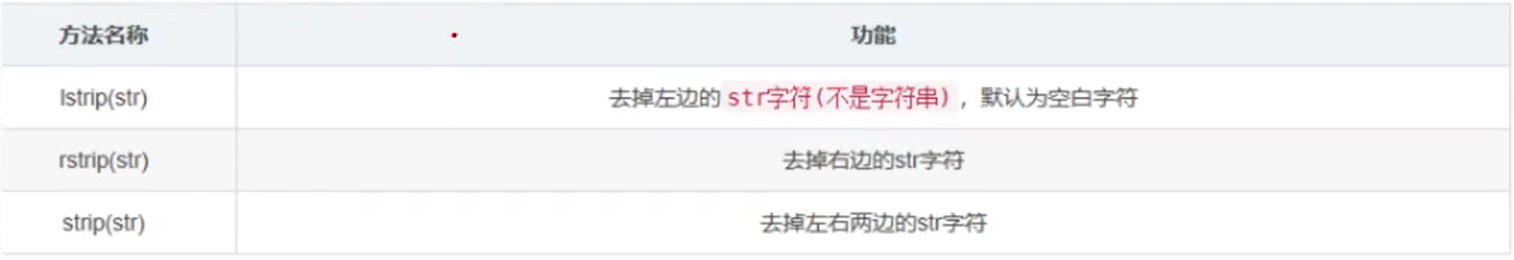 方法名称 功能
lstrip(str) 去掉左边的 str字符(不是字符串) ，默认为空白字符
rstrip(str) 去掉右边的str字符
strip(str) 去掉左右两边的str字符